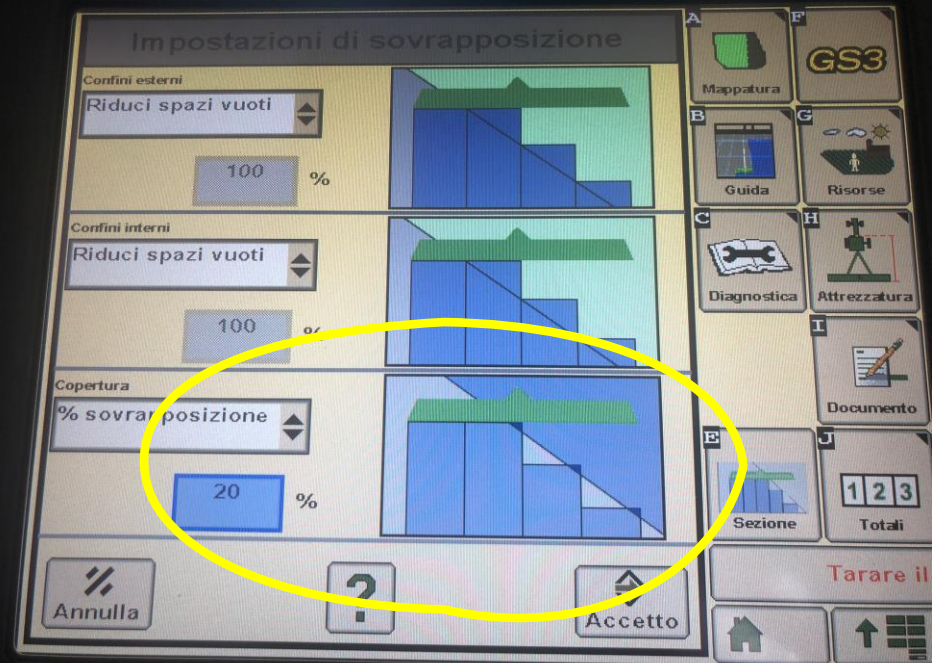 Impostazioni di sovrapposizione
Confini esterni
Riduci spazi vuoti
100 %
Confini interni
Riduci spazi vuoti
100 %
Copertura
% sovrapposizione
20 %
Annulla
?
Accetto
A
Mappatura
F
GS3
B
Guida
G
Risorse
C
Diagnostica
H
Attrezzatura
I
Documento
E
Sezione
J
1 2 3
Totali
Tarare il